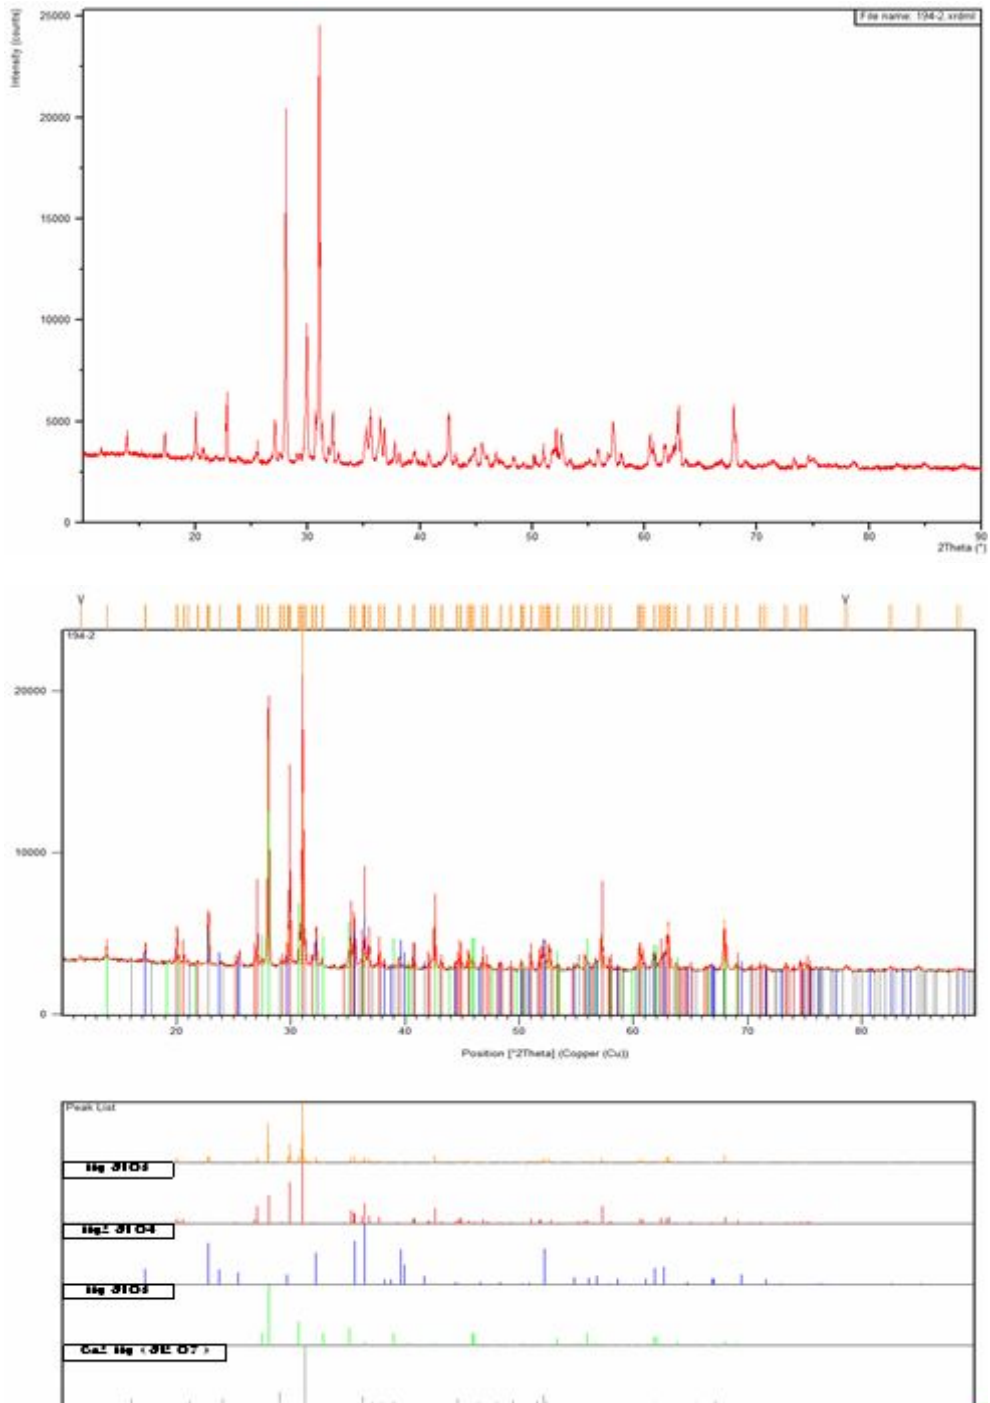 Intensity (counts)
File name: 194-2.xrdml
25000
20000
15000
10000
5000
0
20 30 40 50 60 70 80 90
2Theta (°)
194-2
20000
10000
0
20 30 40 50 60 70 80
Position [°2Theta] (Copper (Cu))
Peak List